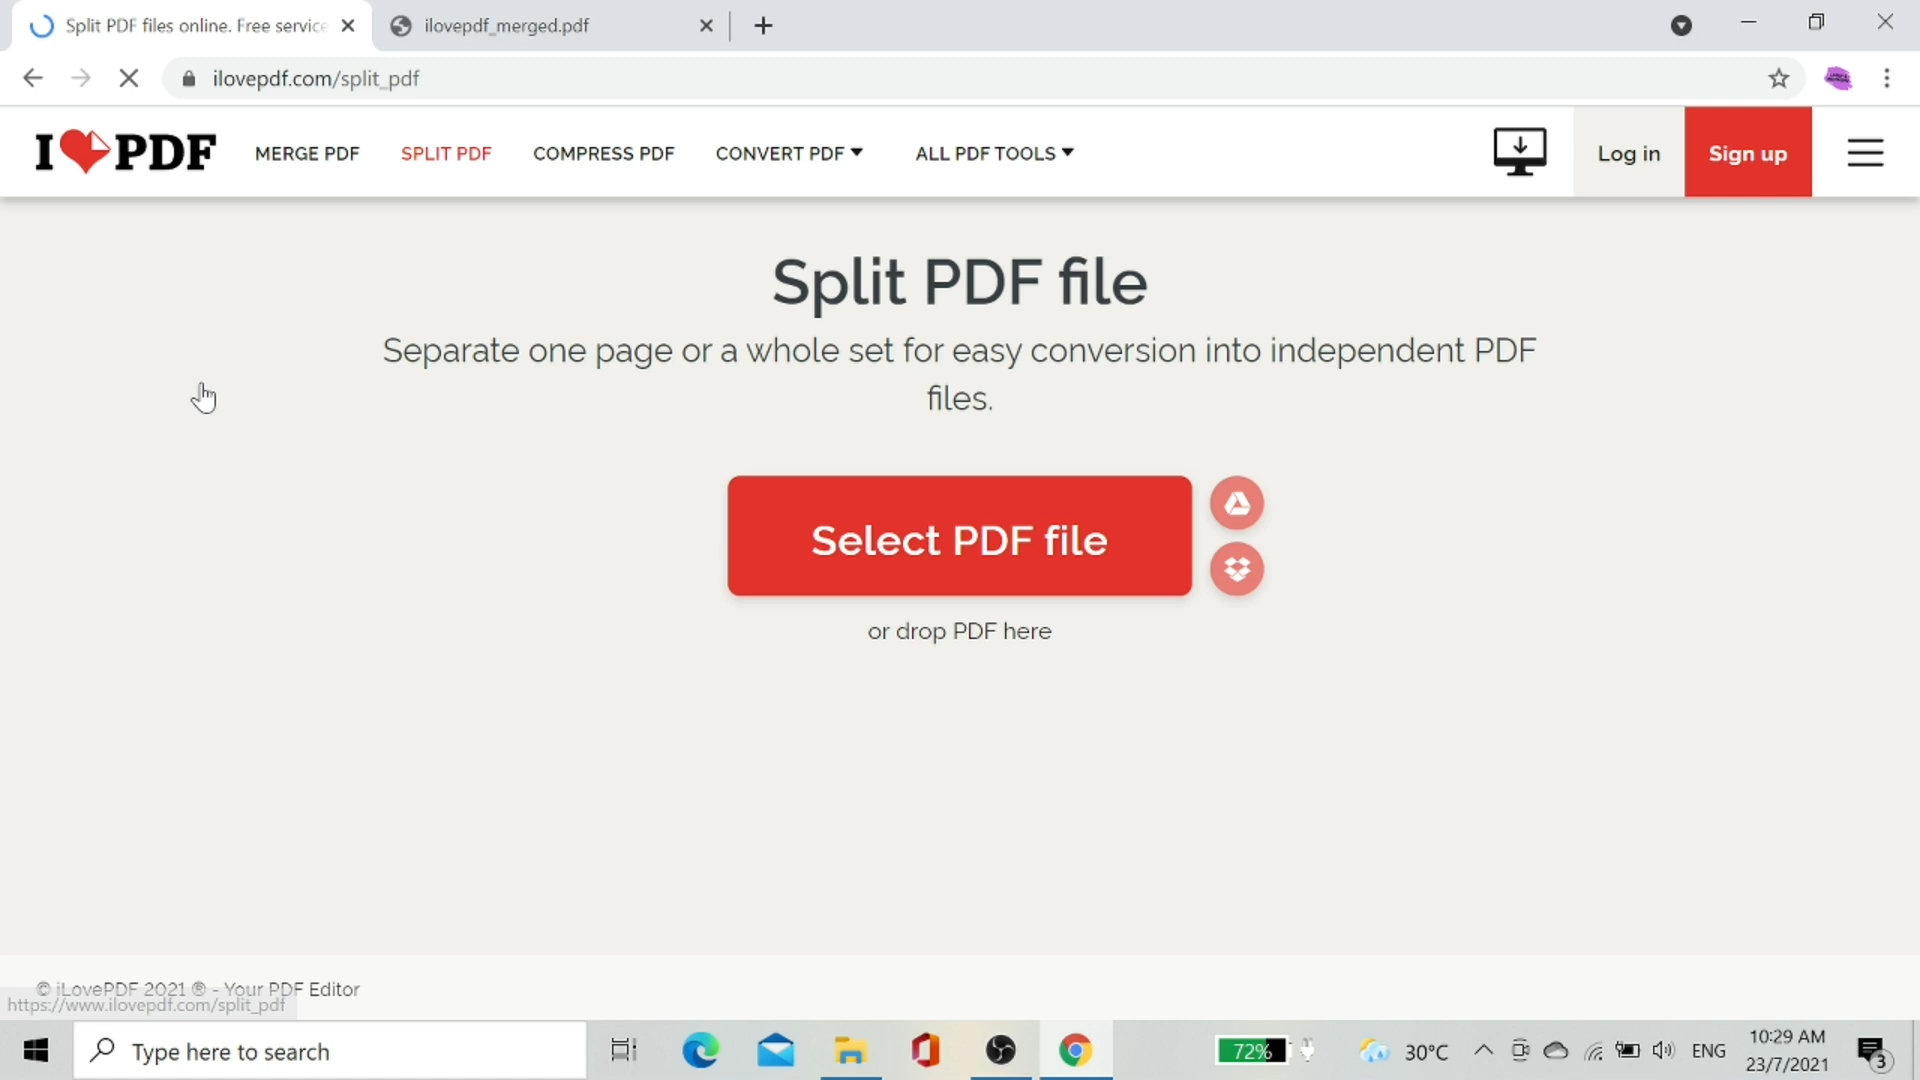 Split PDF files online. Free service
ilovepdf_merged.pdf
ilovepdf.com/split_pdf
I PDF
MERGE PDF
SPLIT PDF
COMPRESS PDF
CONVERT PDF
ALL PDF TOOLS
Log in
Sign up
Split PDF file
Separate one page or a whole set for easy conversion into independent PDF
files.
Select PDF file
or drop PDF here
© iLovePDF 2021 ® - Your PDF Editor
https://www.ilovepdf.com/split_pdf
Type here to search
72%
30°C
ENG
10:29 AM
23/7/2021
3